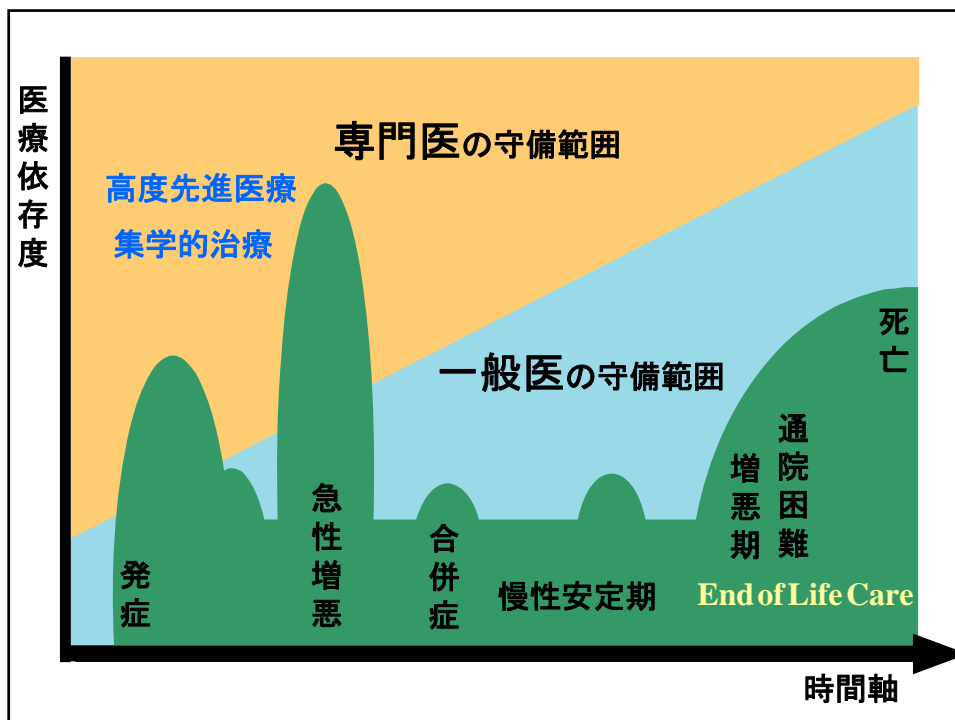 医療依存度
専門医の守備範囲
高度先進医療
集学的治療
一般医の守備範囲
死亡
通院困難
増悪期
急性増悪
合併症
発症
慢性安定期
End of Life Care
時間軸